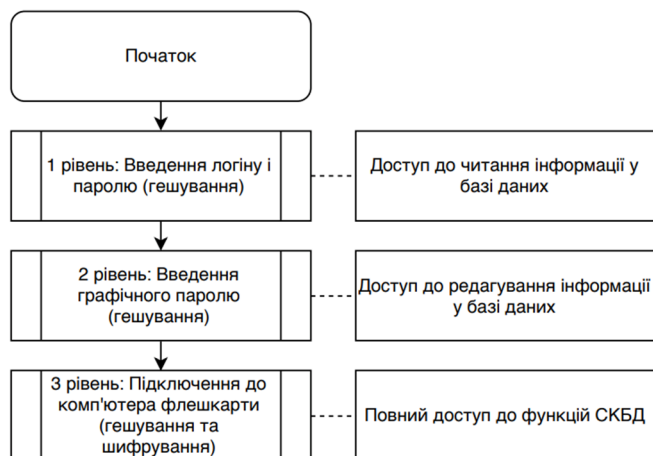 Початок
1 рівень: Введення логіну і
паролю (гешування)
Доступ до читання інформації у
базі даних
2 рівень: Введення
графічного паролю
(гешування)
Доступ до редагування інформації
у базі даних
3 рівень: Підключення до
комп'ютера флешкарти
(гешування та
шифрування)
Повний доступ до функцій СКБД